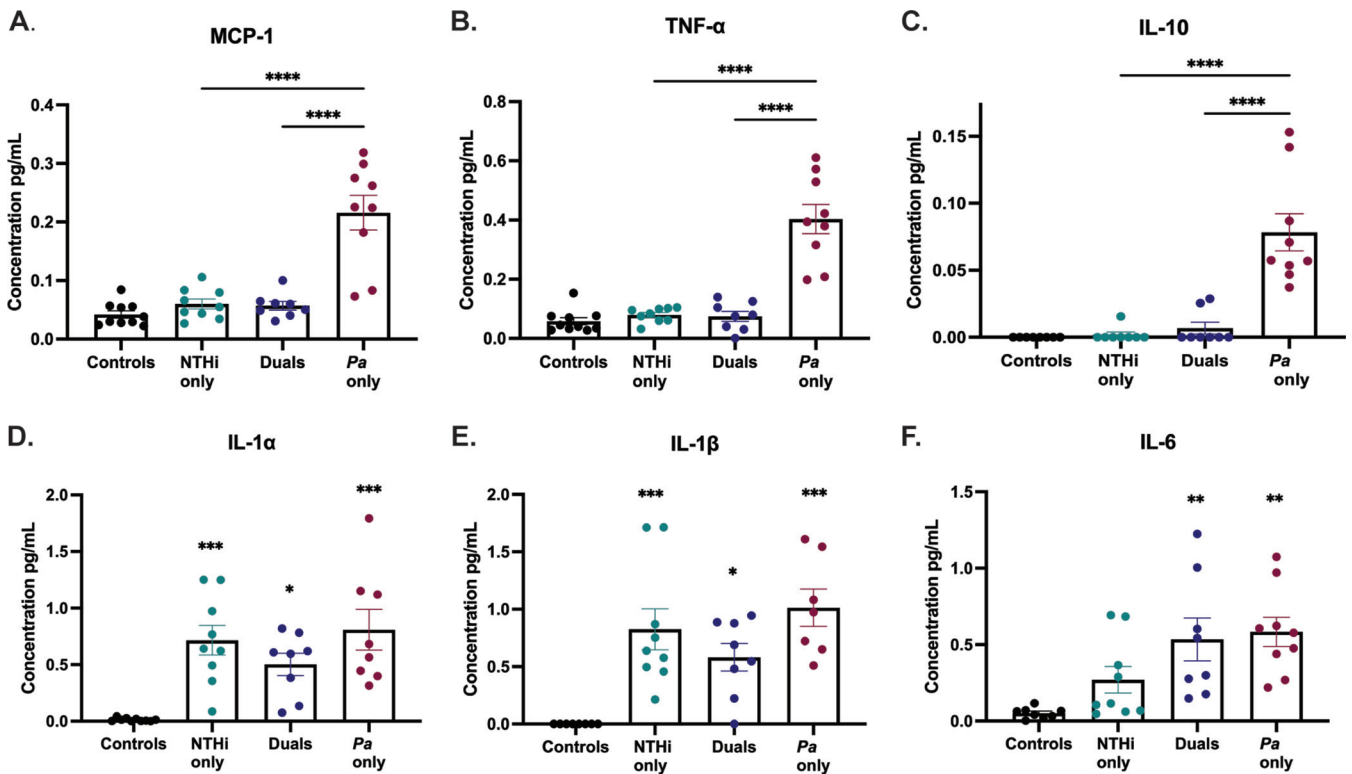 A.
MCP-1
****
****
Concentration pg/mL
0.4
0.3
0.2
0.1
0.0
Controls
NTHi
only
Duals
Pa
only
B.
TNF-α
****
****
Concentration pg/mL
0.8
0.6
0.4
0.2
0.0
Controls
NTHi
only
Duals
Pa
only
C.
IL-10
****
****
Concentration pg/mL
0.15
0.10
0.05
0.00
Controls
NTHi
only
Duals
Pa
only
D.
IL-1α
***
*
***
Concentration pg/mL
2.0
1.5
1.0
0.5
0.0
Controls
NTHi
only
Duals
Pa
only
E.
IL-1β
***
*
***
Concentration pg/mL
2.0
1.5
1.0
0.5
0.0
Controls
NTHi
only
Duals
Pa
only
F.
IL-6
**
**
Concentration pg/mL
1.5
1.0
0.5
0.0
Controls
NTHi
only
Duals
Pa
only